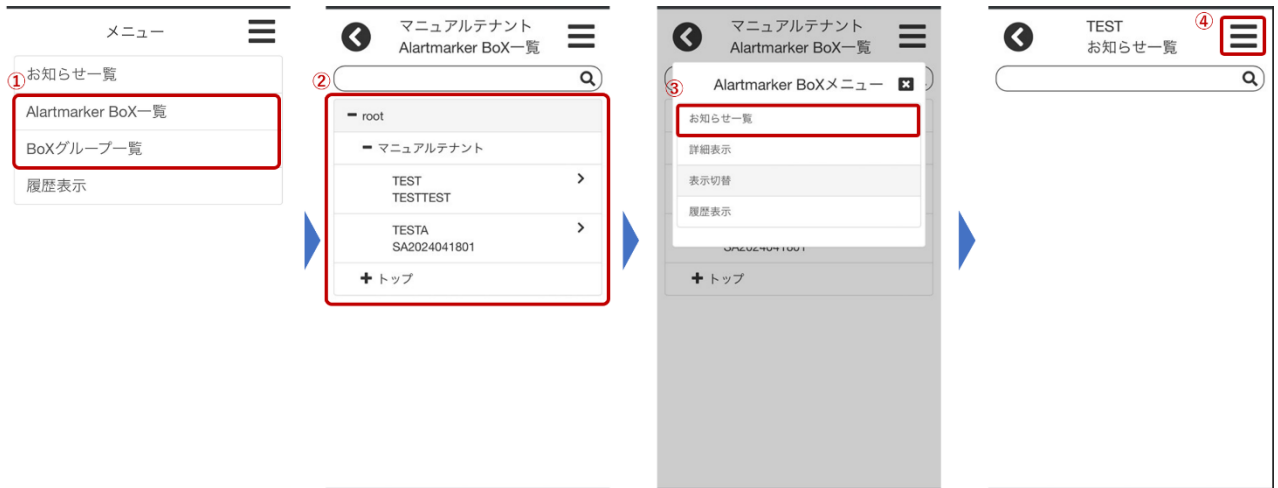 メニュー
①
お知らせ一覧
Alartmarker BoX一覧
BoXグループ一覧
履歴表示
マニュアルテナント
Alartmarker BoX一覧
②
root
マニュアルテナント
TEST
TESTTEST
TESTA
SA2024041801
トップ
マニュアルテナント
Alartmarker BoX一覧
③
Alartmarker BoXメニュー
お知らせ一覧
詳細表示
表示切替
履歴表示
SA2024041801
トップ
④
TEST
お知らせ一覧